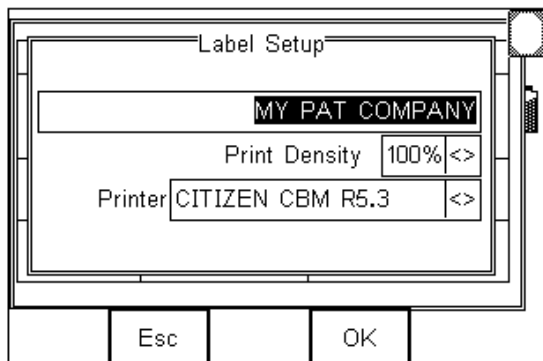 Label Setup
MY PAT COMPANY
Print Density 100% <>
Printer CITIZEN CBM R5.3 <>
Esc OK